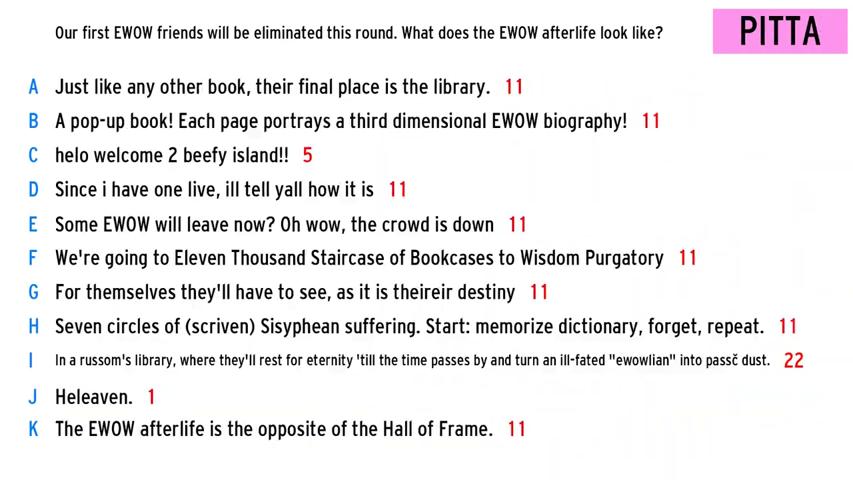 Our first EWOW friends will be eliminated this round. What does the EWOW afterlife look like?
PITTA
A Just like any other book, their final place is the library. 11
B A pop-up book! Each page portrays a third dimensional EWOW biography! 11
C helo welcome 2 beefy island!! 5
D Since i have one live, ill tell yall how it is 11
E Some EWOW will leave now? Oh wow, the crowd is down 11
F We're going to Eleven Thousand Staircase of Bookcases to Wisdom Purgatory 11
G For themselves they'll have to see, as it is theireir destiny 11
H Seven circles of (scriven) Sisyphean suffering. Start: memorize dictionary, forget, repeat. 11
I In a russom's library, where they'll rest for eternity 'till the time passes by and turn an ill-fated "ewowlian" into passč dust. 22
J Heleaven. 1
K The EWOW afterlife is the opposite of the Hall of Frame. 11